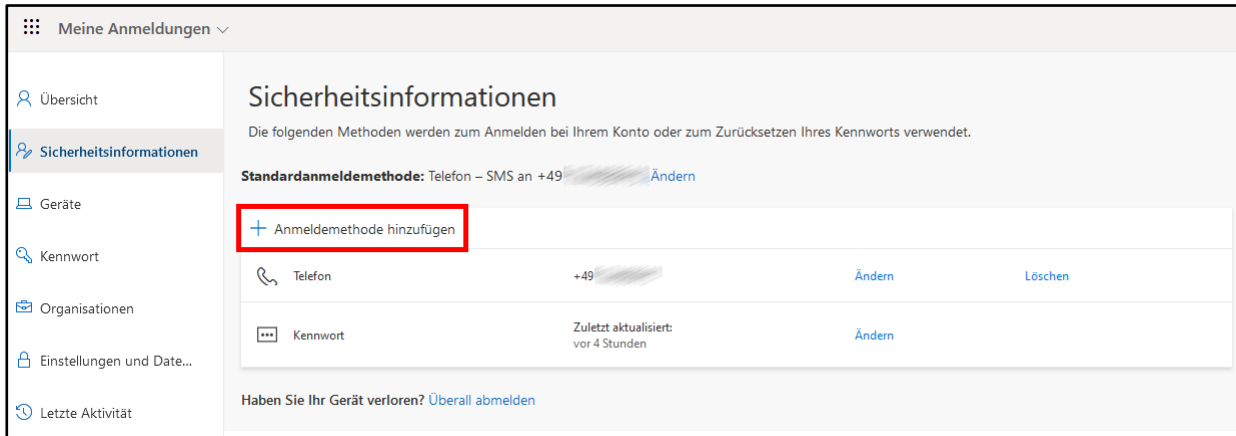 Meine Anmeldungen
Übersicht
Sicherheitsinformationen
Geräte
Kennwort
Organisationen
Einstellungen und Date...
Letzte Aktivität
Sicherheitsinformationen
Die folgenden Methoden werden zum Anmelden bei Ihrem Konto oder zum Zurücksetzen Ihres Kennworts verwendet.
Standardanmeldemethode: Telefon – SMS an +49 Ändern
+ Anmeldemethode hinzufügen
Telefon +49 Ändern Löschen
Kennwort Zuletzt aktualisiert: Ändern
vor 4 Stunden
Haben Sie Ihr Gerät verloren? Überall abmelden